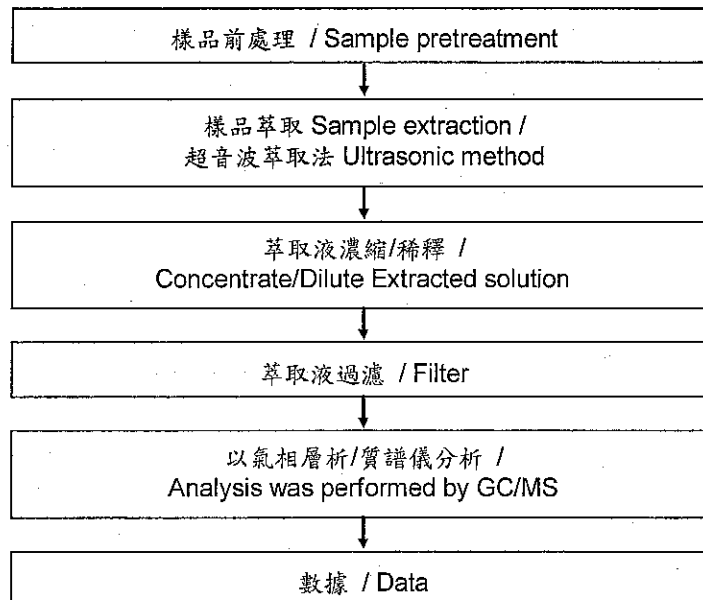 樣品前處理 / Sample pretreatment
樣品萃取 Sample extraction /
超音波萃取法 Ultrasonic method
萃取液濃縮/稀釋 /
Concentrate/Dilute Extracted solution
萃取液過濾 / Filter
以氣相層析/質譜儀分析 /
Analysis was performed by GC/MS
數據 / Data